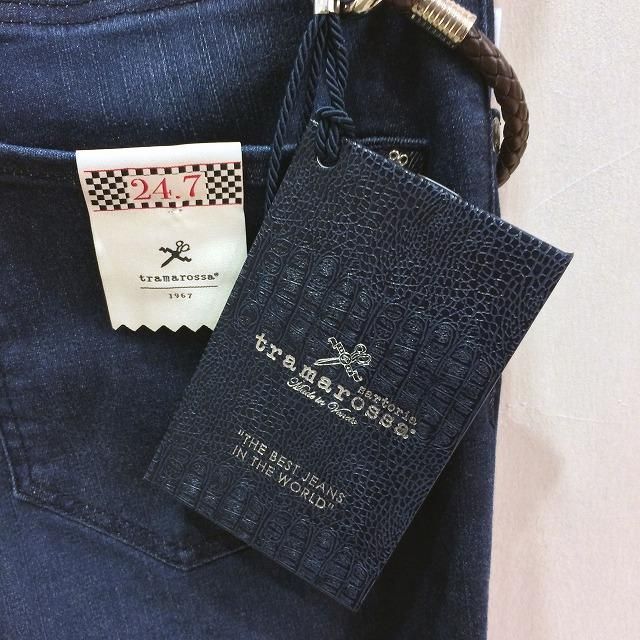 24.7
tramarossa®
1967
sartoria
tramarossa®
Made in Veneto
"THE BEST JEANS
IN THE WORLD"